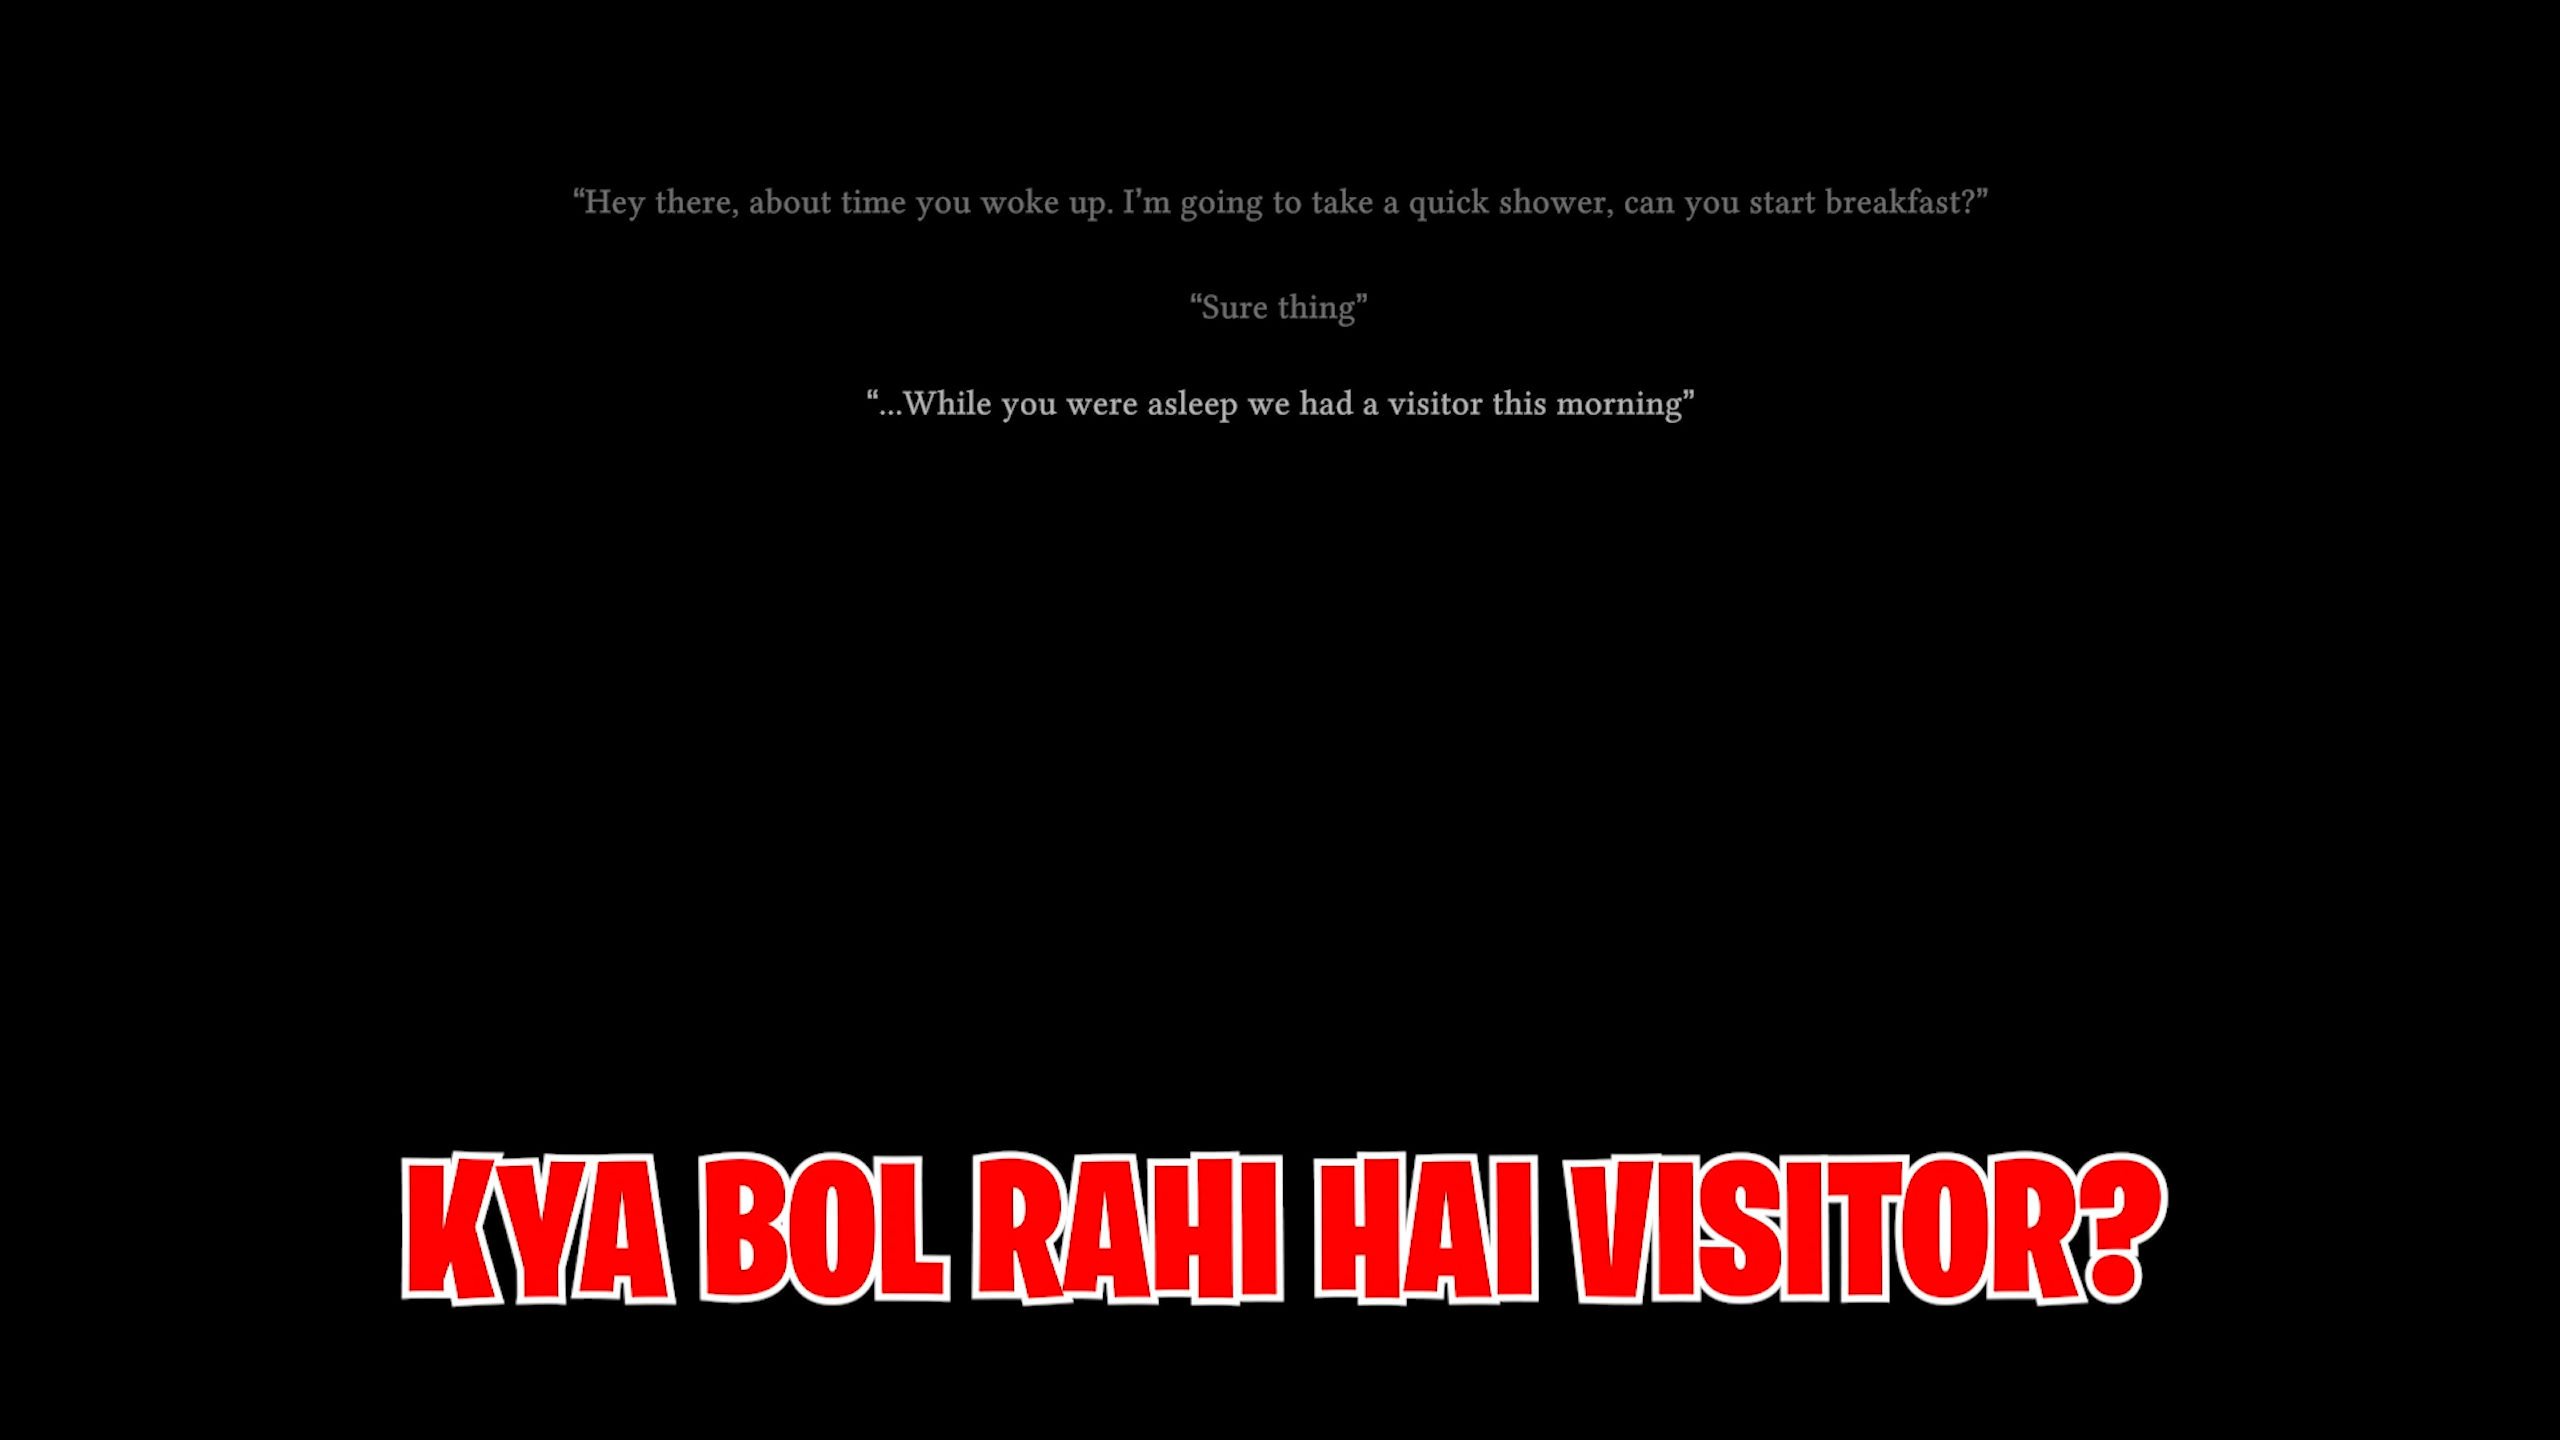 “Hey there, about time you woke up. I’m going to take a quick shower, can you start breakfast?”
“Sure thing”
“...While you were asleep we had a visitor this morning”
KYA BOL RAHI HAI VISITOR?